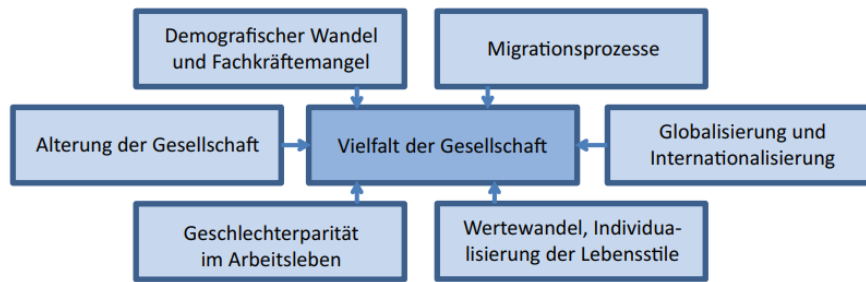 Demografischer Wandel
und Fachkräftemangel
Migrationsprozesse
Alterung der Gesellschaft
Vielfalt der Gesellschaft
Globalisierung und
Internationalisierung
Geschlechterparität
im Arbeitsleben
Wertewandel, Individua-
lisierung der Lebensstile